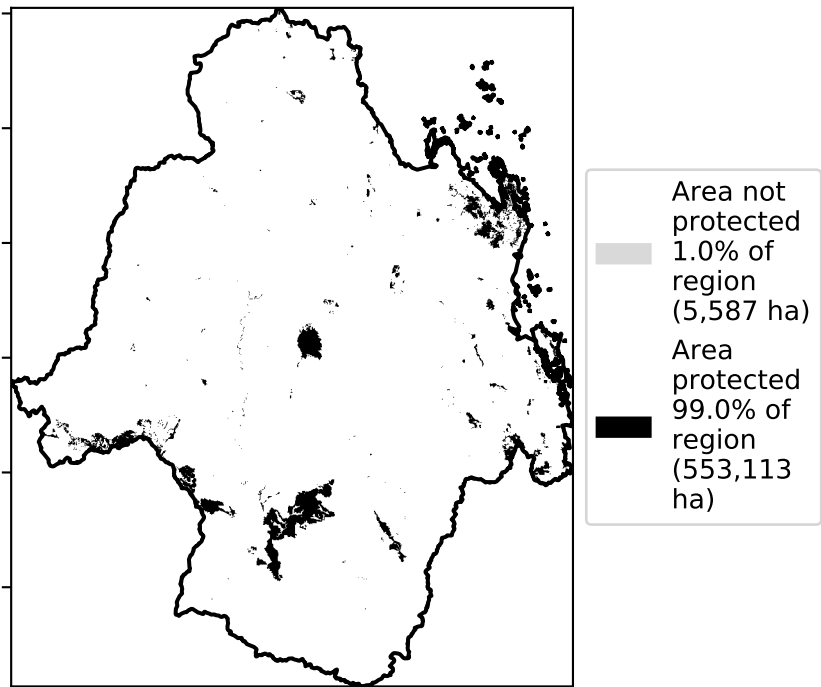 Area not
protected
1.0% of
region
(5,587 ha)
Area
protected
99.0% of
region
(553,113
ha)